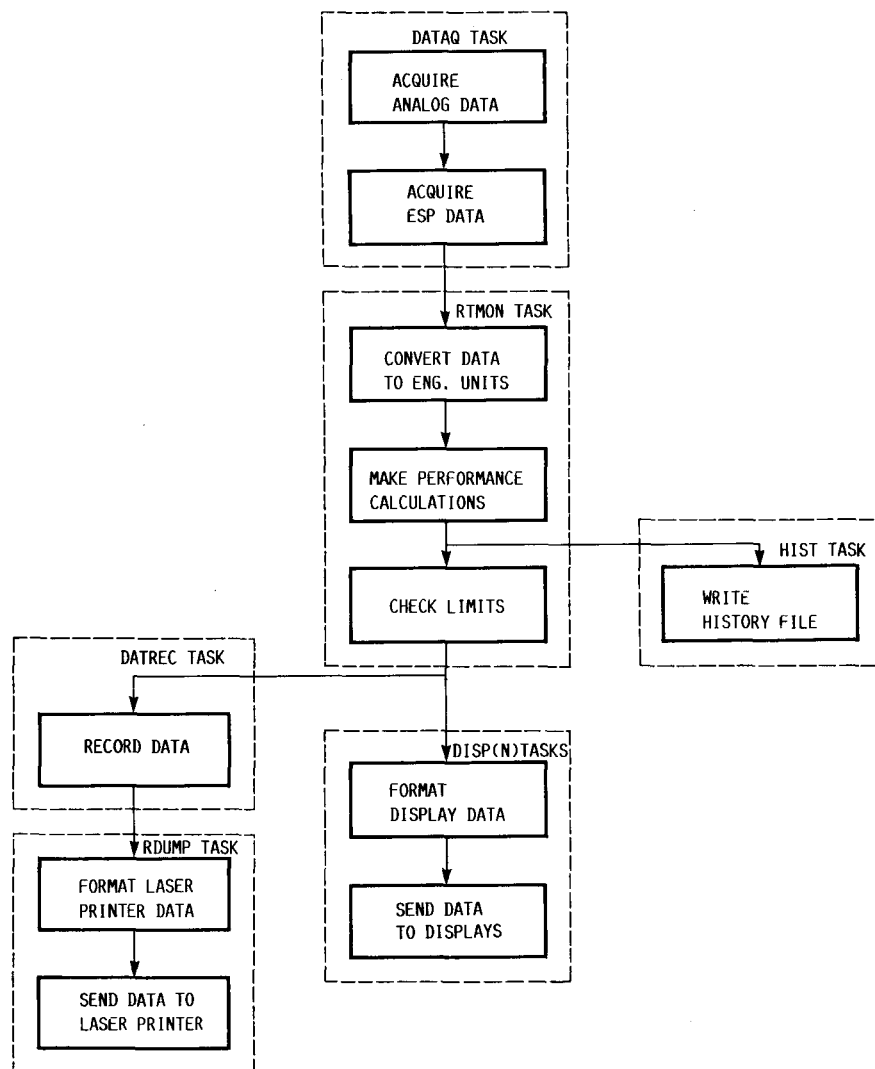 DATAQ TASK
ACQUIRE
ANALOG DATA
ACQUIRE
ESP DATA
RTMON TASK
CONVERT DATA
TO ENG. UNITS
MAKE PERFORMANCE
CALCULATIONS
HIST TASK
WRITE
HISTORY FILE
CHECK LIMITS
DATREC TASK
RECORD DATA
DISP(N)TASKS
FORMAT
DISPLAY DATA
SEND DATA
TO DISPLAYS
RDUMP TASK
FORMAT LASER
PRINTER DATA
SEND DATA TO
LASER PRINTER